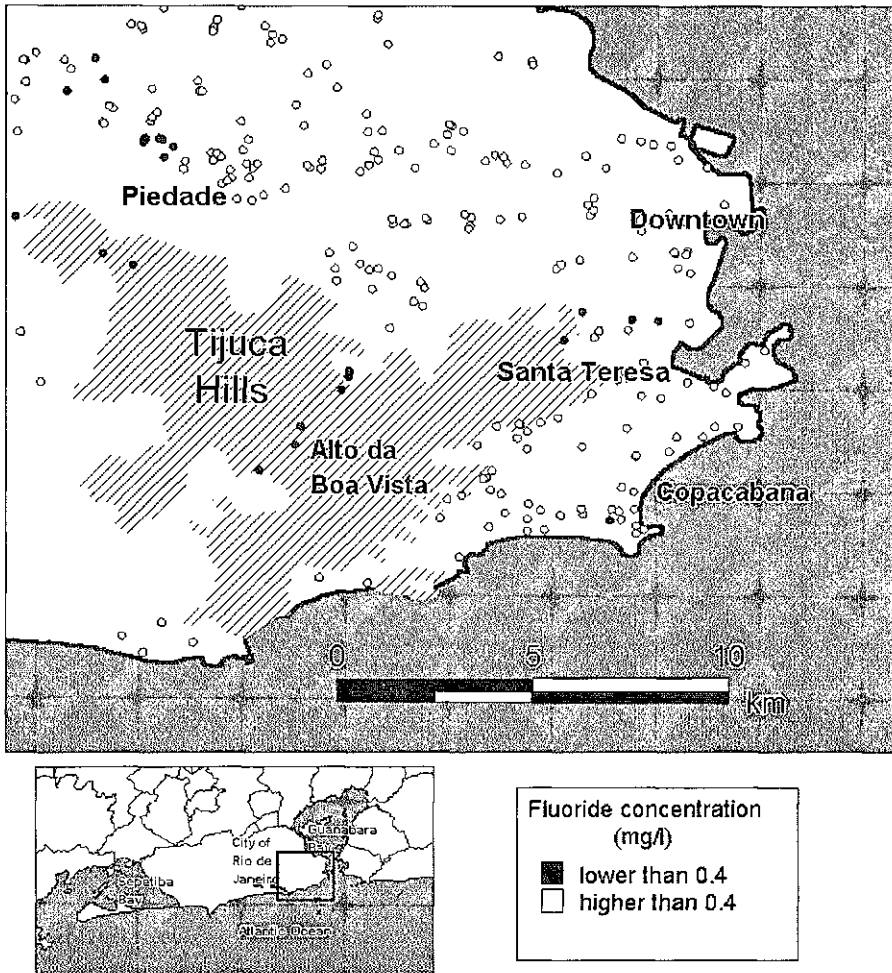 Piedade
Downtown
Tijuca
Hills
Santa Teresa
Alto da
Boa Vista
Copacabana
0 5 10
Km
City of
Rio de
Janeiro
Guanabara
Bay
Sepetiba
Bay
Atlantic Ocean
Fluoride concentration
(mg/l)
lower than 0.4
higher than 0.4